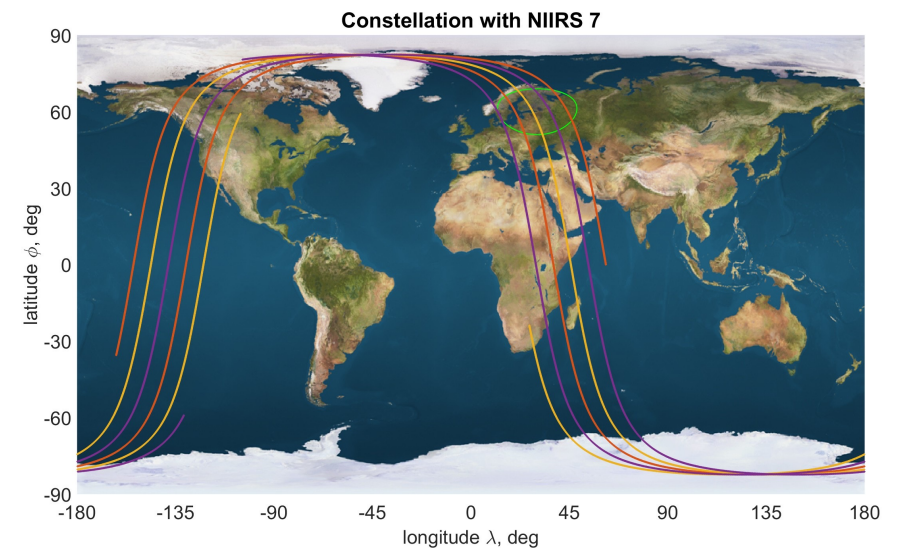 Constellation with NIIRS 7
90
60
30
0
-30
-60
-90
latitude ϕ, deg
-180 -135 -90 -45 0 45 90 135 180
longitude λ, deg